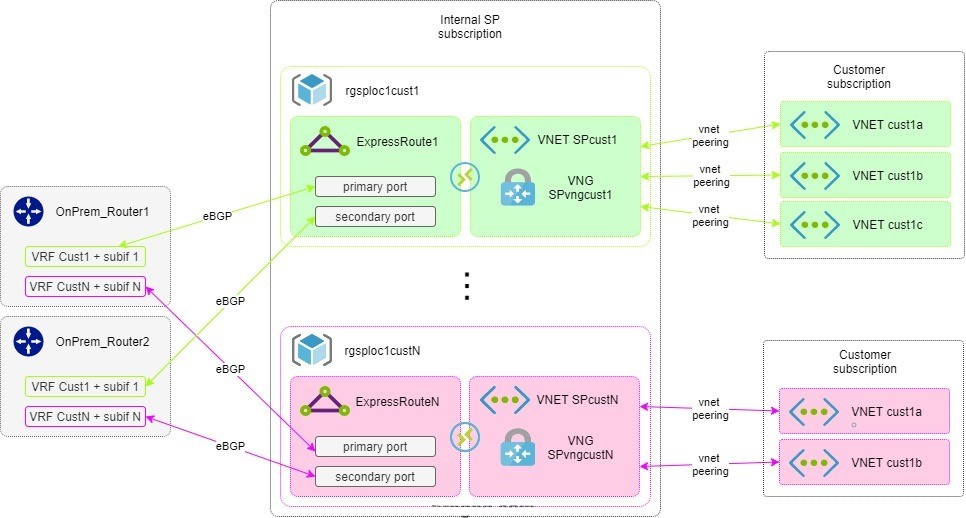 Internal SP
subscription
rgsploc1cust1
ExpressRoute1
primary port
secondary port
VNET SPcust1
VNG
SPvngcust1
vnet
peering
vnet
peering
vnet
peering
Customer
subscription
VNET cust1a
VNET cust1b
VNET cust1c
OnPrem_Router1
VRF Cust1 + subif 1
VRF CustN + subif N
OnPrem_Router2
VRF Cust1 + subif 1
VRF CustN + subif N
eBGP
eBGP
eBGP
eBGP
rgsploc1custN
ExpressRouteN
primary port
secondary port
VNET SPcustN
VNG
SPvngcustN
vnet
peering
vnet
peering
Customer
subscription
VNET cust1a
VNET cust1b